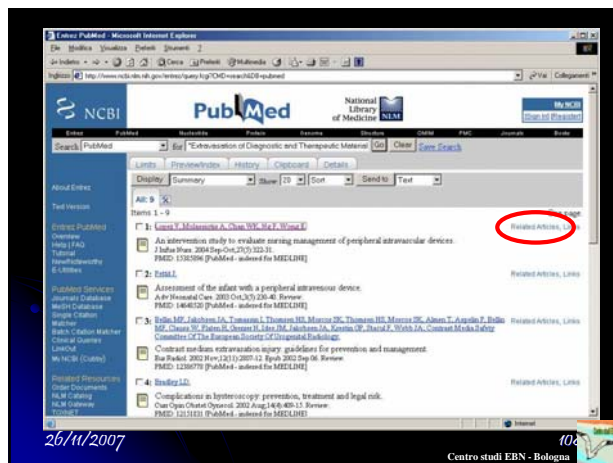 Entrez PubMed - Microsoft Internet Explorer
File Modifica Visualizza Preferiti Strumenti ?
Indietro Cerca Preferiti Multimedia
Indirizzo http://www.ncbi.nlm.nih.gov/entrez/query.fcgi?CMD=search&DB=pubmed Vai Collegamenti
NCBI PubMed National Library of Medicine NLM
My NCBI
[Sign In] [Register]
Entrez PubMed Nucleotide Protein Genome Structure OMIM PMC Journals Books
Search PubMed for "Extravasation of Diagnostic and Therapeutic Material Go Clear Save Search
Limits Preview/Index History Clipboard Details
Display Summary Show 20 Sort Send to Text
All: 9
Items 1 - 9
page
About Entrez
Text Version
Entrez PubMed
Overview
Help | FAQ
Tutorial
New/Noteworthy
E-Utilities
PubMed Services
Journals Database
MeSH Database
Single Citation
Matcher
Batch Citation Matcher
Clinical Queries
LinkOut
My NCBI (Cubby)
Related Resources
Order Documents
NLM Catalog
NLM Gateway
TOXNET
1: Lopez V, Molassiotis A, Chan WK, Ng F, Wong E.
Related Articles, Links
An intervention study to evaluate nursing management of peripheral intravascular devices.
J Infus Nurs. 2004 Sep-Oct;27(5):322-31.
PMID: 15385896 [PubMed - indexed for MEDLINE]
2: Pettit J.
Related Articles, Links
Assessment of the infant with a peripheral intravenous device.
Adv Neonatal Care. 2003 Oct;3(5):230-40. Review.
PMID: 14648520 [PubMed - indexed for MEDLINE]
3: Bellin MF, Jakobsen JA, Tomassin I, Thomsen HS, Morcos SK, Thomsen HS, Morcos SK, Almen T, Aspelin P, Bellin
MF, Clauss W, Flaten H, Grenier N, Idee JM, Jakobsen JA, Krestin GP, Stacul F, Webb JA; Contrast Media Safety
Committee Of The European Society Of Urogenital Radiology.
Related Articles, Links
Contrast medium extravasation injury: guidelines for prevention and management.
Eur Radiol. 2002 Nov;12(11):2807-12. Epub 2002 Sep 06. Review.
PMID: 12386778 [PubMed - indexed for MEDLINE]
4: Bradley LD.
Related Articles, Links
Complications in hysteroscopy: prevention, treatment and legal risk.
Curr Opin Obstet Gynecol. 2002 Aug;14(4):409-15. Review.
PMID: 12151831 [PubMed - indexed for MEDLINE]
Internet
26/11/2007
108
Centro studi EBN - Bologna